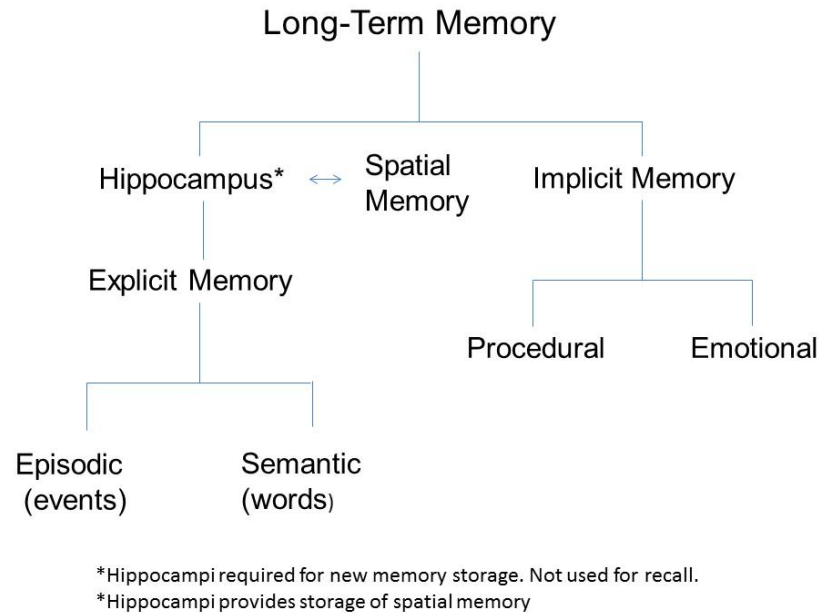 Long-Term Memory
Hippocampus* ↔ Spatial
Memory
Implicit Memory
Explicit Memory
Procedural
Emotional
Episodic
(events)
Semantic
(words)
*Hippocampi required for new memory storage. Not used for recall.
*Hippocampi provides storage of spatial memory